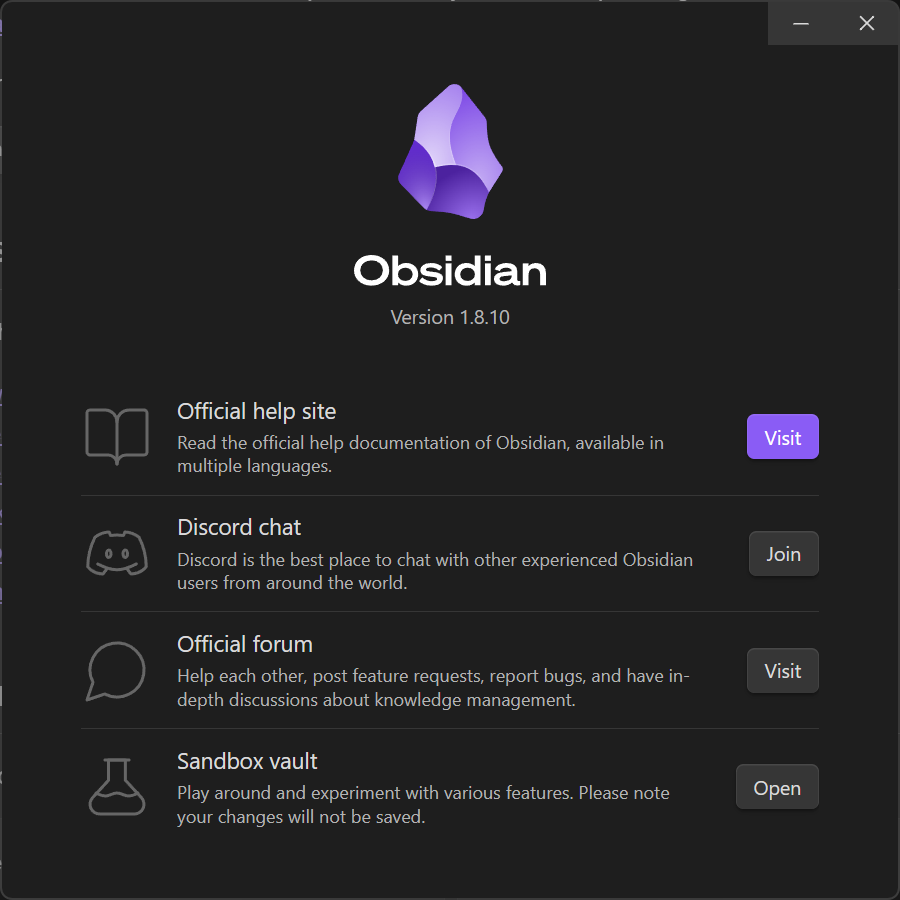 Obsidian
Version 1.8.10
Official help site
Read the official help documentation of Obsidian, available in
multiple languages.
Visit
Discord chat
Discord is the best place to chat with other experienced Obsidian
users from around the world.
Join
Official forum
Help each other, post feature requests, report bugs, and have in-
depth discussions about knowledge management.
Visit
Sandbox vault
Play around and experiment with various features. Please note
your changes will not be saved.
Open